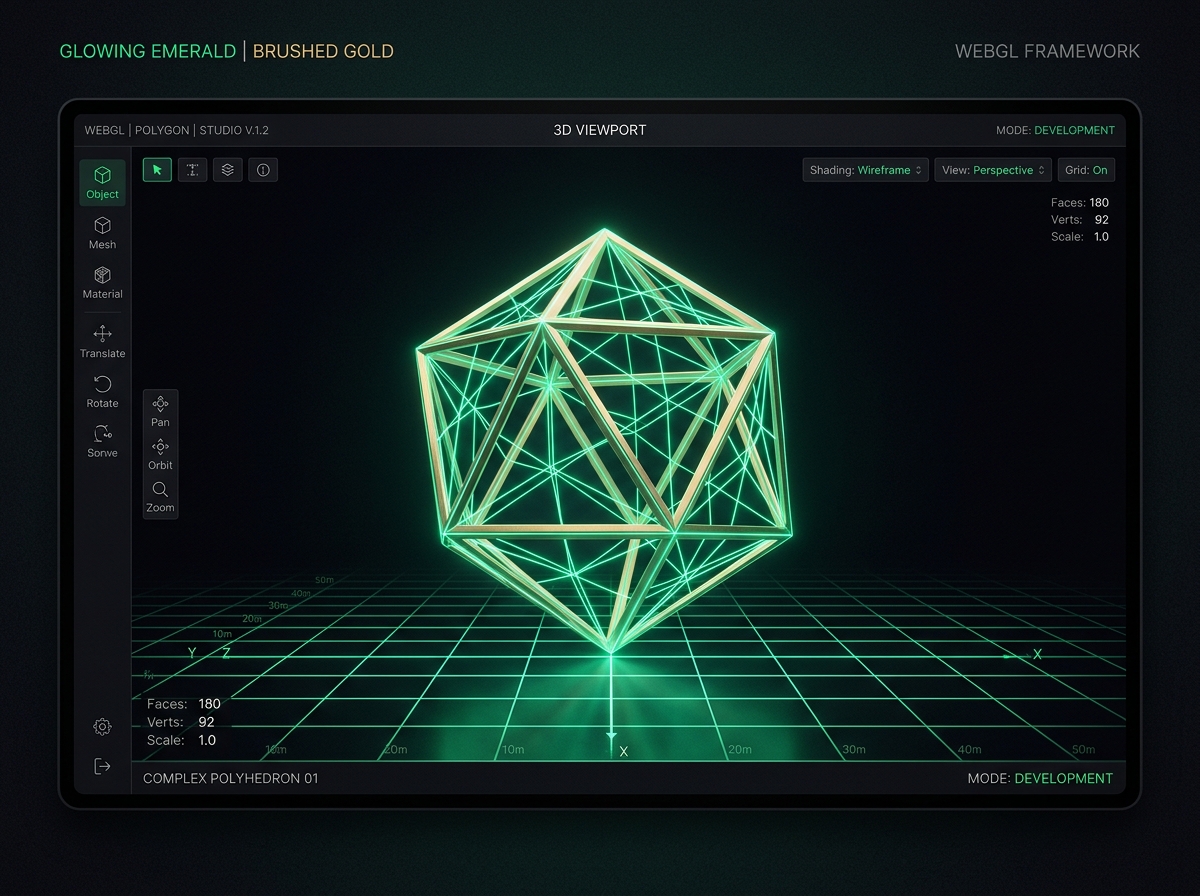 GLOWING EMERALD | BRUSHED GOLD
WEBGL FRAMEWORK
WEBGL | POLYGON | STUDIO V.1.2
3D VIEWPORT
MODE: DEVELOPMENT
Object
Mesh
Material
Translate
Rotate
Sonve
Pan
Orbit
Zoom
Shading: Wireframe
View: Perspective
Grid: On
Faces: 180
Verts: 92
Scale: 1.0
50m
40m
30m
20m
10m
Y
Z
X
Faces: 180
Verts: 92
Scale: 1.0
10m
20m
10m
X
20m
30m
40m
50m
COMPLEX POLYHEDRON 01
MODE: DEVELOPMENT